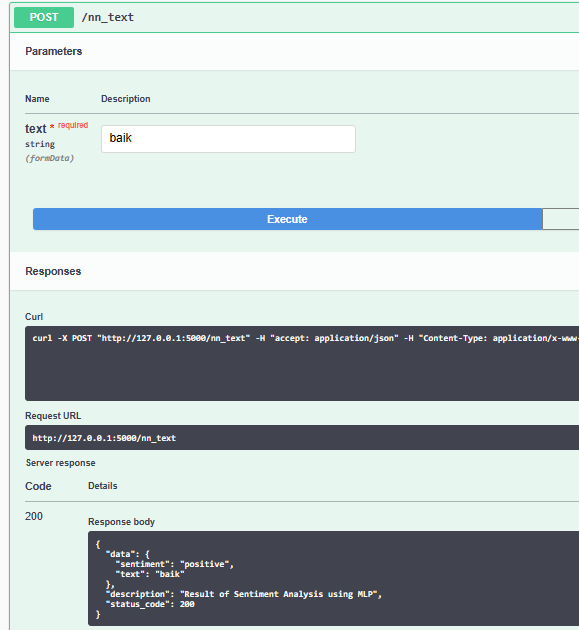 POST /nn_text
Parameters
Name Description
text * required
baik
string
(formData)
Execute
Responses
Curl
curl -X POST "http://127.0.0.1:5000/nn_text" -H "accept: application/json" -H "Content-Type: application/x-www-
Request URL
http://127.0.0.1:5000/nn_text
Server response
Code Details
200
Response body
{
  "data": {
    "sentiment": "positive",
    "text": "baik"
  },
  "description": "Result of Sentiment Analysis using MLP",
  "status_code": 200
}